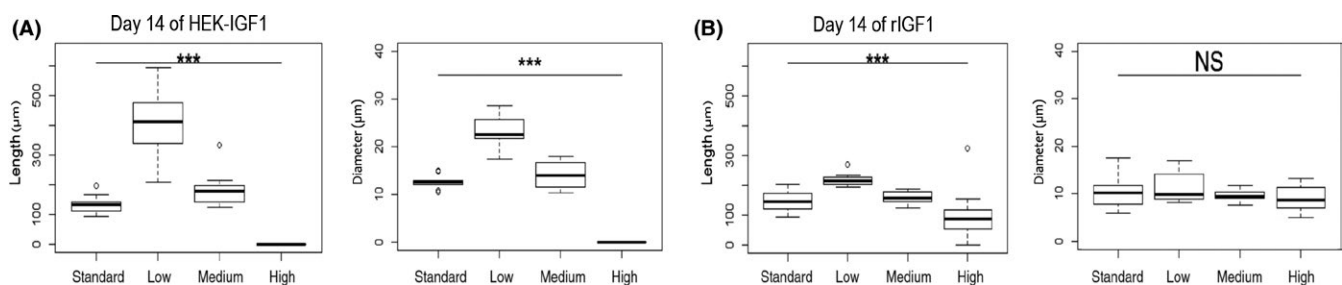 (A)
Day 14 of HEK-IGF1
***
Length (µm)
500
300
100
0
Standard Low Medium High
***
Diameter (µm)
40
30
20
10
0
Standard Low Medium High
(B)
Day 14 of rIGF1
***
Length (µm)
500
300
100
0
Standard Low Medium High
NS
Diameter (µm)
40
30
20
10
0
Standard Low Medium High